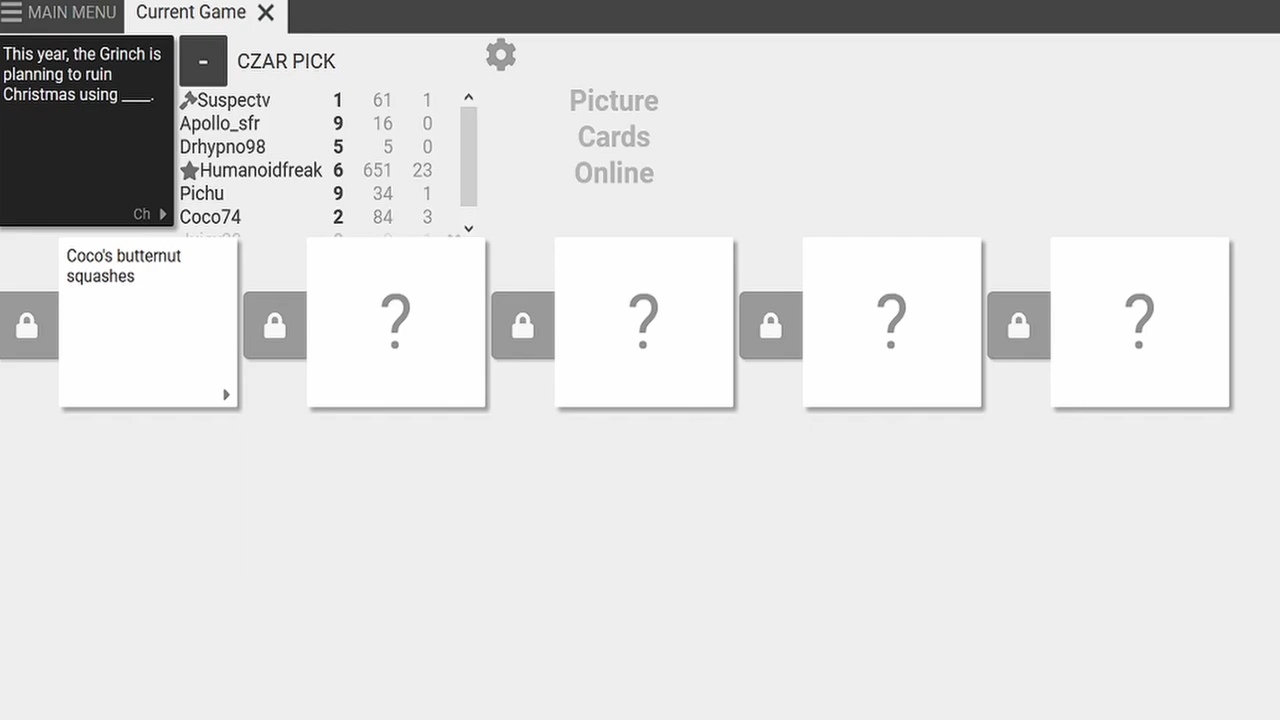 MAIN MENU
Current Game
This year, the Grinch is
planning to ruin
Christmas using ____.
Ch
-
CZAR PICK
Suspectv 1 61 1
Apollo_sfr 9 16 0
Drhypno98 5 5 0
Humanoidfreak 6 651 23
Pichu 9 34 1
Coco74 2 84 3
Picture
Cards
Online
Coco's butternut
squashes
?
?
?
?